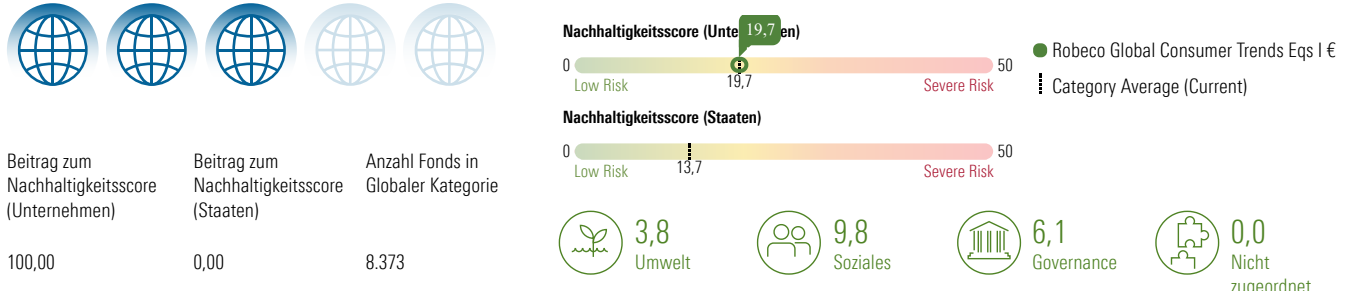 Beitrag zum
Nachhaltigkeitsscore
(Unternehmen)
100,00
Beitrag zum
Nachhaltigkeitsscore
(Staaten)
0,00
Anzahl Fonds in
Globaler Kategorie
8.373
Nachhaltigkeitsscore (Unte en)
19,7
0
50
Low Risk
19,7
Severe Risk
Nachhaltigkeitsscore (Staaten)
0
50
Low Risk
13,7
Severe Risk
Robeco Global Consumer Trends Eqs I €
Category Average (Current)
3,8
Umwelt
9,8
Soziales
6,1
Governance
0,0
Nicht
zugeordnet